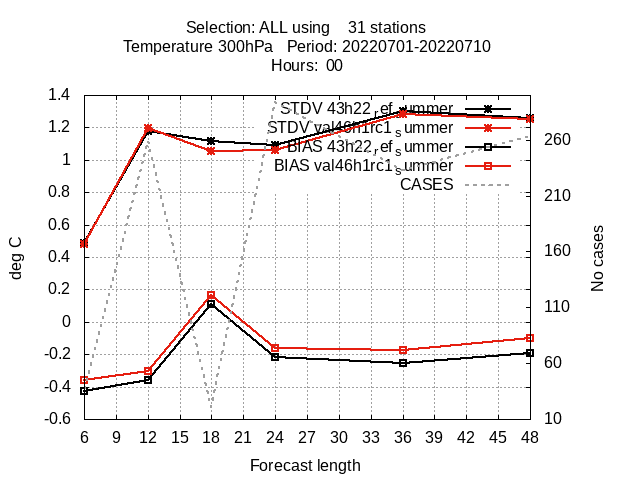 Selection: ALL using    31 stations
Temperature 300hPa   Period: 20220701-20220710
Hours:  00
STDV 43h22_ref_summer
STDV val46h1rc1_summer
BIAS 43h22_ref_summer
BIAS val46h1rc1_summer
CASES
1.4
1.2
1
0.8
0.6
0.4
0.2
0
-0.2
-0.4
-0.6
deg C
260
210
160
110
60
10
No cases
6 9 12 15 18 21 24 27 30 33 36 39 42 45 48
Forecast length